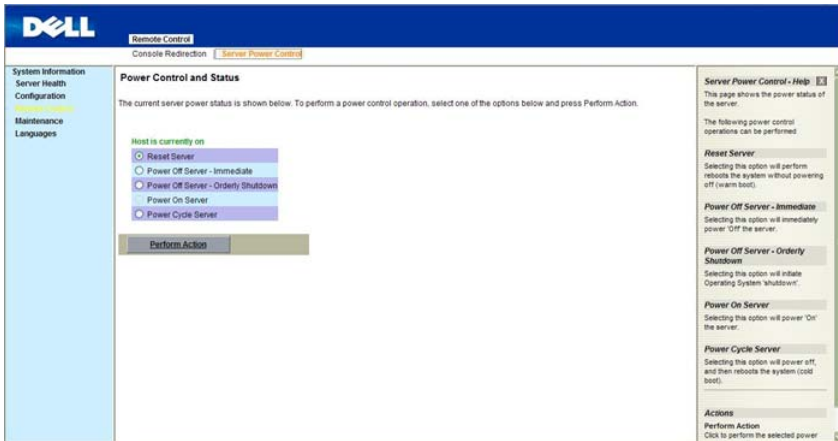 DELL
Remote Control
Console Redirection
Server Power Control
System Information
Server Health
Configuration
Maintenance
Languages
Power Control and Status
The current server power status is shown below. To perform a power control operation, select one of the options below and press Perform Action.
Host is currently on
Reset Server
Power Off Server - Immediate
Power Off Server - Orderly Shutdown
Power On Server
Power Cycle Server
Perform Action
Server Power Control - Help
This page shows the power status of
the server.
The following power control
operations can be performed
Reset Server
Selecting this option will perform
reboots the system without powering
off (warm boot).
Power Off Server - Immediate
Selecting this option will immediately
power 'Off' the server.
Power Off Server - Orderly
Shutdown
Selecting this option will initiate
Operating System 'shutdown'.
Power On Server
Selecting this option will power 'On'
the server.
Power Cycle Server
Selecting this option will power off,
and then reboots the system (cold
boot).
Actions
Perform Action
Click to perform the selected power